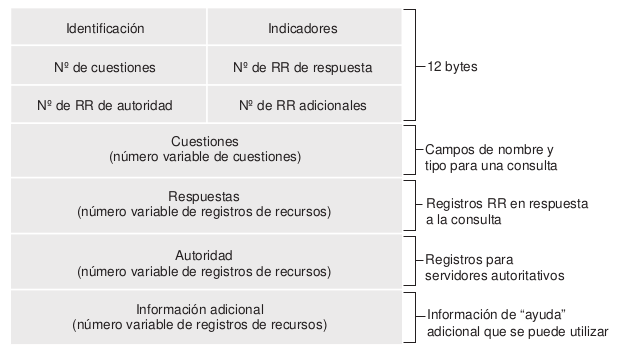 Identificación
Indicadores
Nº de cuestiones
Nº de RR de respuesta
12 bytes
Nº de RR de autoridad
Nº de RR adicionales
Cuestiones
(número variable de cuestiones)
Campos de nombre y
tipo para una consulta
Respuestas
(número variable de registros de recursos)
Registros RR en respuesta
a la consulta
Autoridad
(número variable de registros de recursos)
Registros para
servidores autoritativos
Información adicional
(número variable de registros de recursos)
Información de “ayuda”
adicional que se puede utilizar